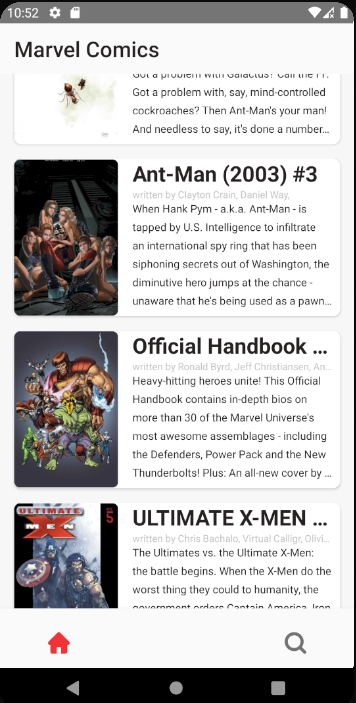 10:52
Marvel Comics
Got a problem with Galactus? Call the FF.
Got a problem with, say, mind-controlled
cockroaches? Then Ant-Man's your man!
And needless to say, it's done a number…
Ant-Man (2003) #3
written by Clayton Crain, Daniel Way,
When Hank Pym - a.k.a. Ant-Man - is
tapped by U.S. Intelligence to infiltrate
an international spy ring that has been
siphoning secrets out of Washington, the
diminutive hero jumps at the chance -
unaware that he's being used as a pawn…
Official Handbook …
written by Ronald Byrd, Jeff Christiansen, An…
Heavy-hitting heroes unite! This Official
Handbook contains in-depth bios on
more than 30 of the Marvel Universe's
most awesome assemblages - including
the Defenders, Power Pack and the New
Thunderbolts! Plus: An all-new cover by …
ULTIMATE
X-MEN
5
ULTIMATE X-MEN …
written by Chris Bachalo, Virtual Calligr, Olivi…
The Ultimates vs. the Ultimate X-Men:
the battle begins. When the X-Men do the
worst thing they could to humanity, the
government orders Captain America, Iron